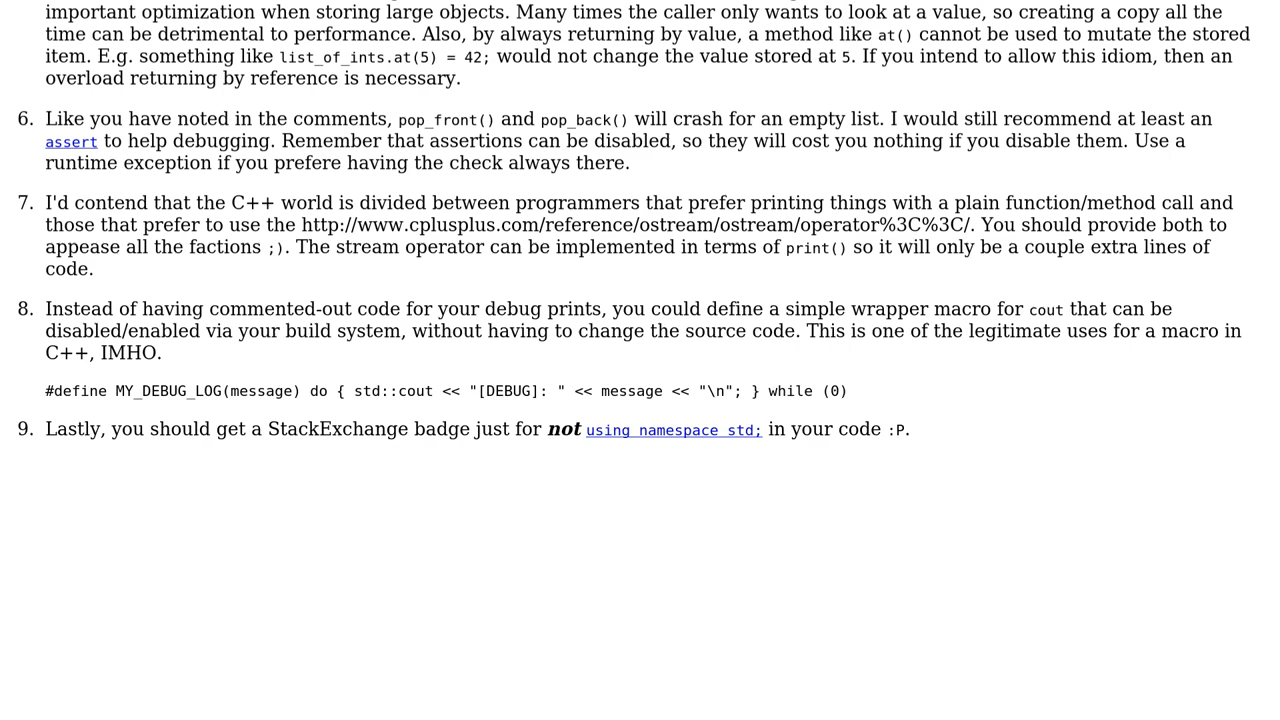 important optimization when storing large objects. Many times the caller only wants to look at a value, so creating a copy all the
time can be detrimental to performance. Also, by always returning by value, a method like at() cannot be used to mutate the stored
item. E.g. something like list_of_ints.at(5) = 42; would not change the value stored at 5. If you intend to allow this idiom, then an
overload returning by reference is necessary.
6. Like you have noted in the comments, pop_front() and pop_back() will crash for an empty list. I would still recommend at least an
assert to help debugging. Remember that assertions can be disabled, so they will cost you nothing if you disable them. Use a
runtime exception if you prefere having the check always there.
7. I'd contend that the C++ world is divided between programmers that prefer printing things with a plain function/method call and
those that prefer to use the http://www.cplusplus.com/reference/ostream/ostream/operator%3C%3C/. You should provide both to
appease all the factions ;). The stream operator can be implemented in terms of print() so it will only be a couple extra lines of
code.
8. Instead of having commented-out code for your debug prints, you could define a simple wrapper macro for cout that can be
disabled/enabled via your build system, without having to change the source code. This is one of the legitimate uses for a macro in
C++, IMHO.
#define MY_DEBUG_LOG(message) do { std::cout << "[DEBUG]: " << message << "\n"; } while (0)
9. Lastly, you should get a StackExchange badge just for not using namespace std; in your code :P.